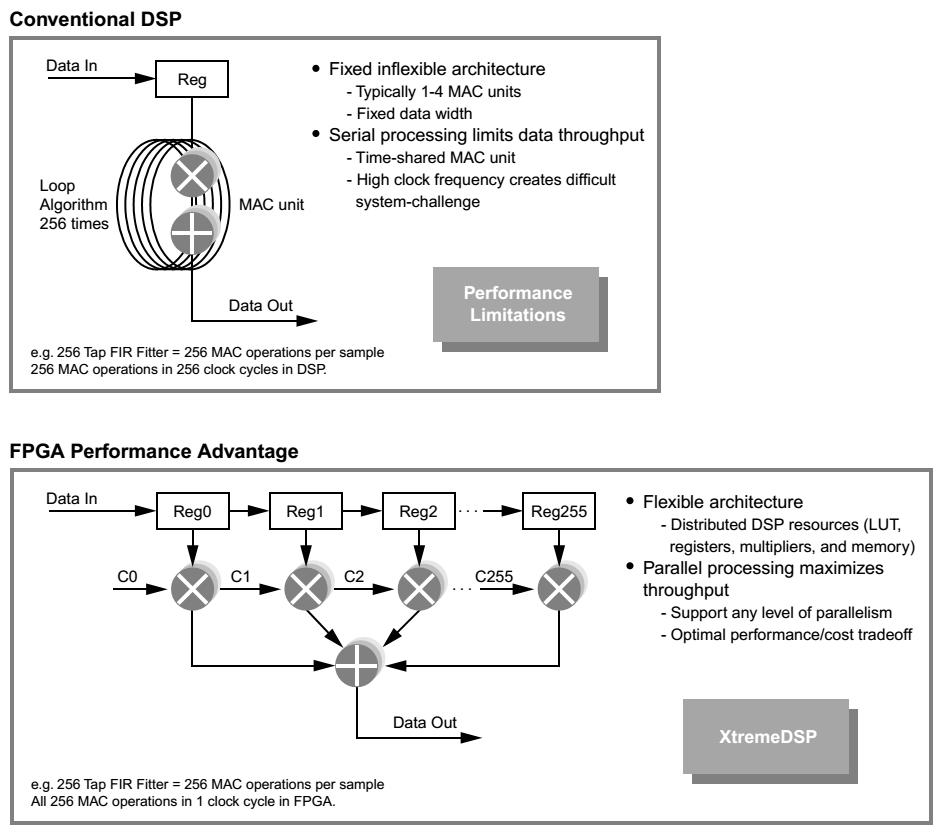 Conventional DSP
Data In
Reg
Loop
Algorithm
256 times
MAC unit
Data Out
e.g. 256 Tap FIR Fitter = 256 MAC operations per sample
256 MAC operations in 256 clock cycles in DSP.
• Fixed inflexible architecture
- Typically 1-4 MAC units
- Fixed data width
• Serial processing limits data throughput
- Time-shared MAC unit
- High clock frequency creates difficult
system-challenge
Performance
Limitations
FPGA Performance Advantage
Data In
Reg0
Reg1
Reg2
...
Reg255
C0
C1
C2
...
C255
Data Out
e.g. 256 Tap FIR Fitter = 256 MAC operations per sample
All 256 MAC operations in 1 clock cycle in FPGA.
• Flexible architecture
- Distributed DSP resources (LUT,
registers, multipliers, and memory)
• Parallel processing maximizes
throughput
- Support any level of parallelism
- Optimal performance/cost tradeoff
XtremeDSP